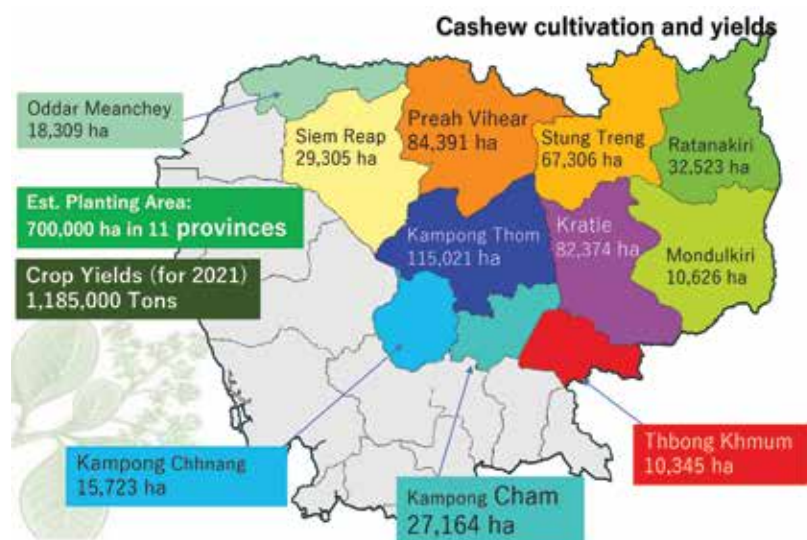 Cashew cultivation and yields
Oddar Meanchey
18,309 ha
Siem Reap
29,305 ha
Preah Vihear
84,391 ha
Stung Treng
67,306 ha
Ratanakiri
32,523 ha
Est. Planting Area:
700,000 ha in 11 provinces
Kampong Thom
115,021 ha
Kratie
82,374 ha
Mondulkiri
10,626 ha
Crop Yields (for 2021)
1,185,000 Tons
Kampong Chhnang
15,723 ha
Kampong Cham
27,164 ha
Thbong Khmum
10,345 ha